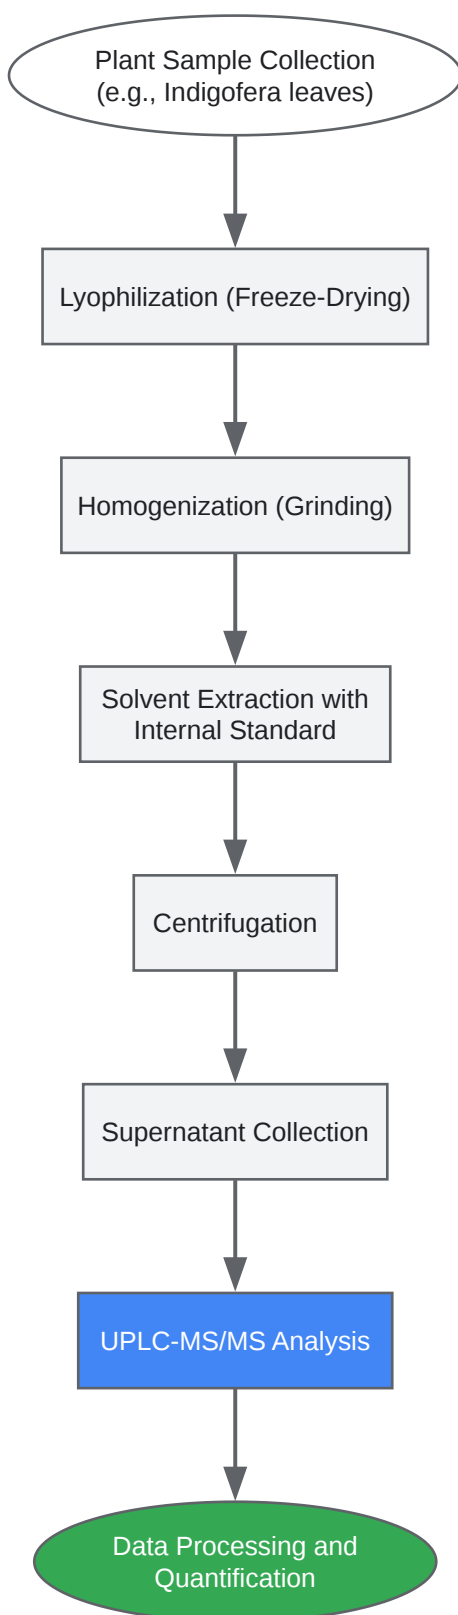 Plant Sample Collection
(e.g., Indigofera leaves)
Lyophilization (Freeze-Drying)
Homogenization (Grinding)
Solvent Extraction with
Internal Standard
Centrifugation
Supernatant Collection
UPLC-MS/MS Analysis
Data Processing and
Quantification